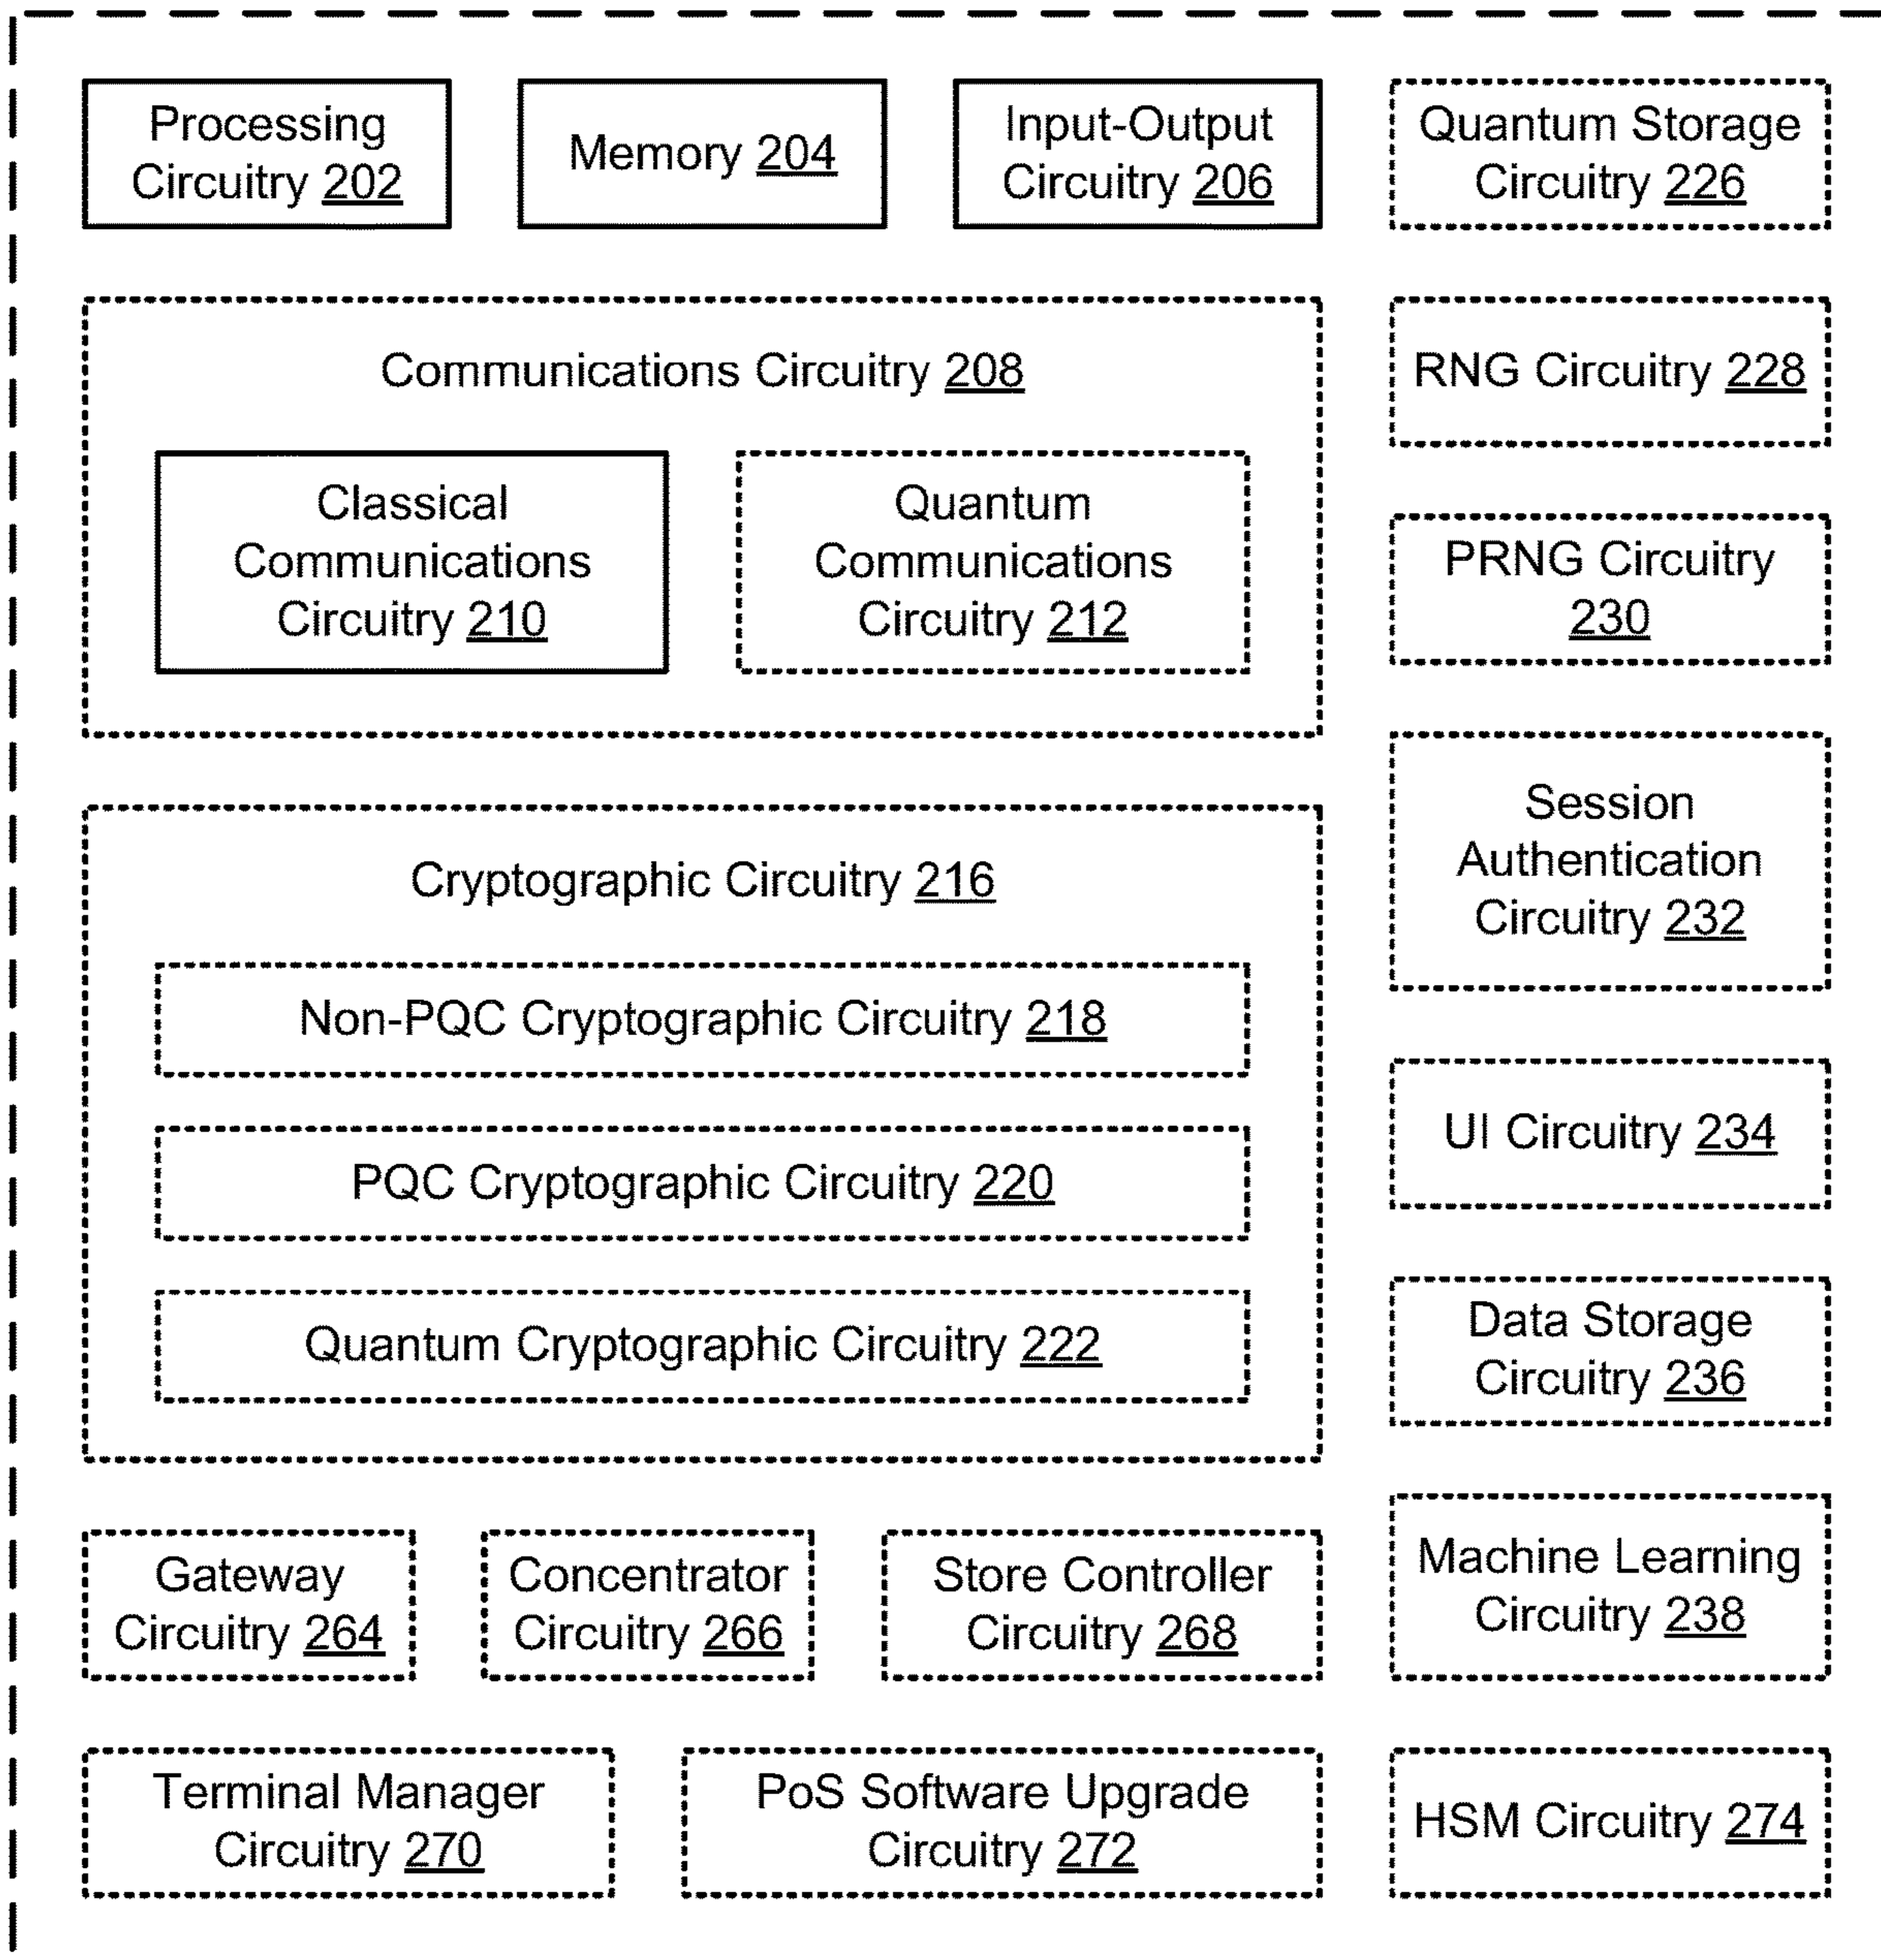 Processing
Circuitry 202
Memory 204
Input-Output
Circuitry 206
Quantum Storage
Circuitry 226
Communications Circuitry 208
RNG Circuitry 228
Classical
Communications
Circuitry 210
Quantum
Communications
Circuitry 212
PRNG Circuitry
230
Session
Authentication
Circuitry 232
Cryptographic Circuitry 216
Non-PQC Cryptographic Circuitry 218
PQC Cryptographic Circuitry 220
Quantum Cryptographic Circuitry 222
UI Circuitry 234
Data Storage
Circuitry 236
Machine Learning
Circuitry 238
Gateway
Circuitry 264
Concentrator
Circuitry 266
Store Controller
Circuitry 268
Terminal Manager
Circuitry 270
PoS Software Upgrade
Circuitry 272
HSM Circuitry 274